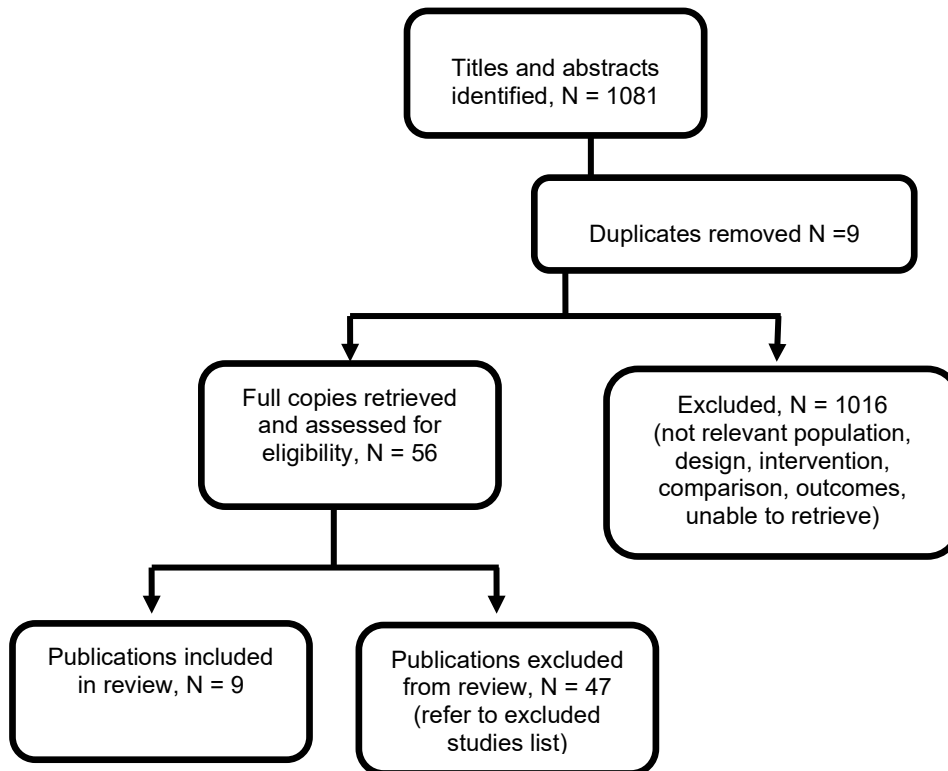 Titles and abstracts
identified, N = 1081
Duplicates removed N =9
Full copies retrieved
and assessed for
eligibility, N = 56
Excluded, N = 1016
(not relevant population,
design, intervention,
comparison, outcomes,
unable to retrieve)
Publications included
in review, N = 9
Publications excluded
from review, N = 47
(refer to excluded
studies list)